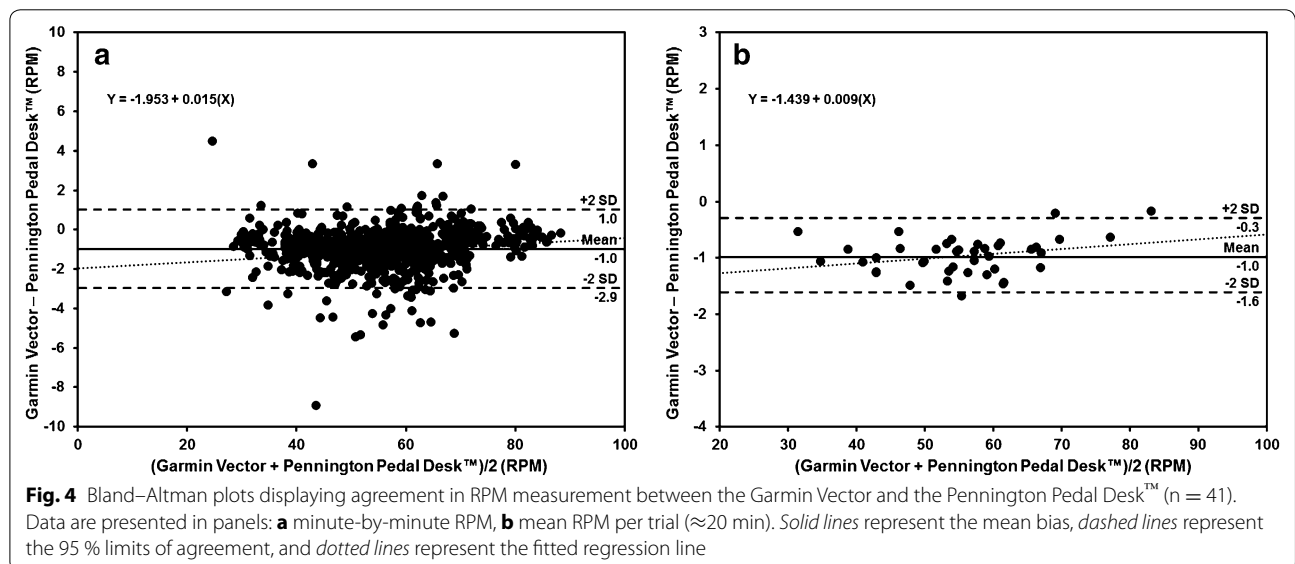 a
Y = -1.953 + 0.015(X)
Garmin Vector – Pennington Pedal Desk™ (RPM)
10
8
6
4
2
0
-2
-4
-6
-8
-10
+2 SD
1.0
Mean
-1.0
-2 SD
-2.9
0 20 40 60 80 100
(Garmin Vector + Pennington Pedal Desk™)/2 (RPM)
b
Y = -1.439 + 0.009(X)
Garmin Vector – Pennington Pedal Desk™ (RPM)
3
2
1
0
-1
-2
-3
-4
+2 SD
-0.3
Mean
-1.0
-2 SD
-1.6
20 30 40 50 60 70 80 90 100
(Garmin Vector + Pennington Pedal Desk™)/2 (RPM)
Fig. 4 Bland–Altman plots displaying agreement in RPM measurement between the Garmin Vector and the Pennington Pedal Desk™ (n = 41).
Data are presented in panels: a minute-by-minute RPM, b mean RPM per trial (≈20 min). Solid lines represent the mean bias, dashed lines represent
the 95 % limits of agreement, and dotted lines represent the fitted regression line